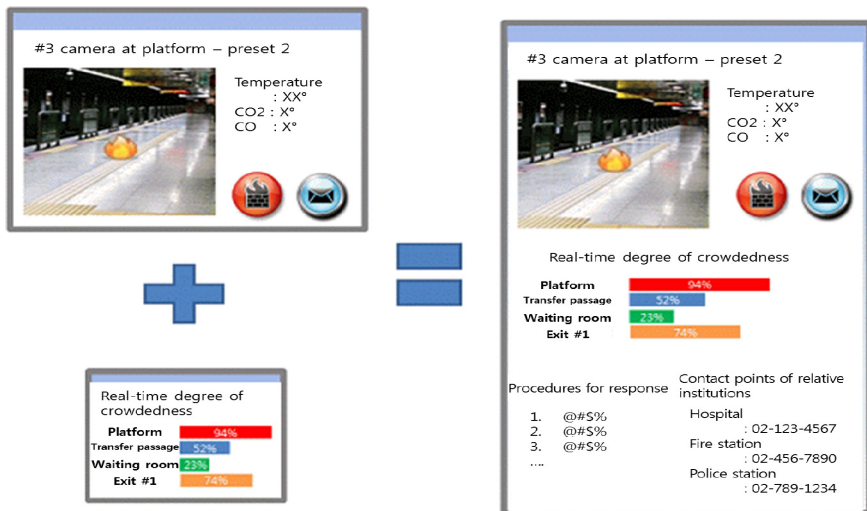 #3 camera at platform – preset 2
Temperature
: XX°
CO2 : X°
CO : X°
Real-time degree of
crowdedness
Platform 94%
Transfer passage 52%
Waiting room 23%
Exit #1 74%
#3 camera at platform – preset 2
Temperature
: XX°
CO2 : X°
CO : X°
Real-time degree of crowdedness
Platform 94%
Transfer passage 52%
Waiting room 23%
Exit #1 74%
Procedures for response
1. @#$%
2. @#$%
3. @#$%
....
Contact points of relative
institutions
Hospital
: 02-123-4567
Fire station
: 02-456-7890
Police station
: 02-789-1234